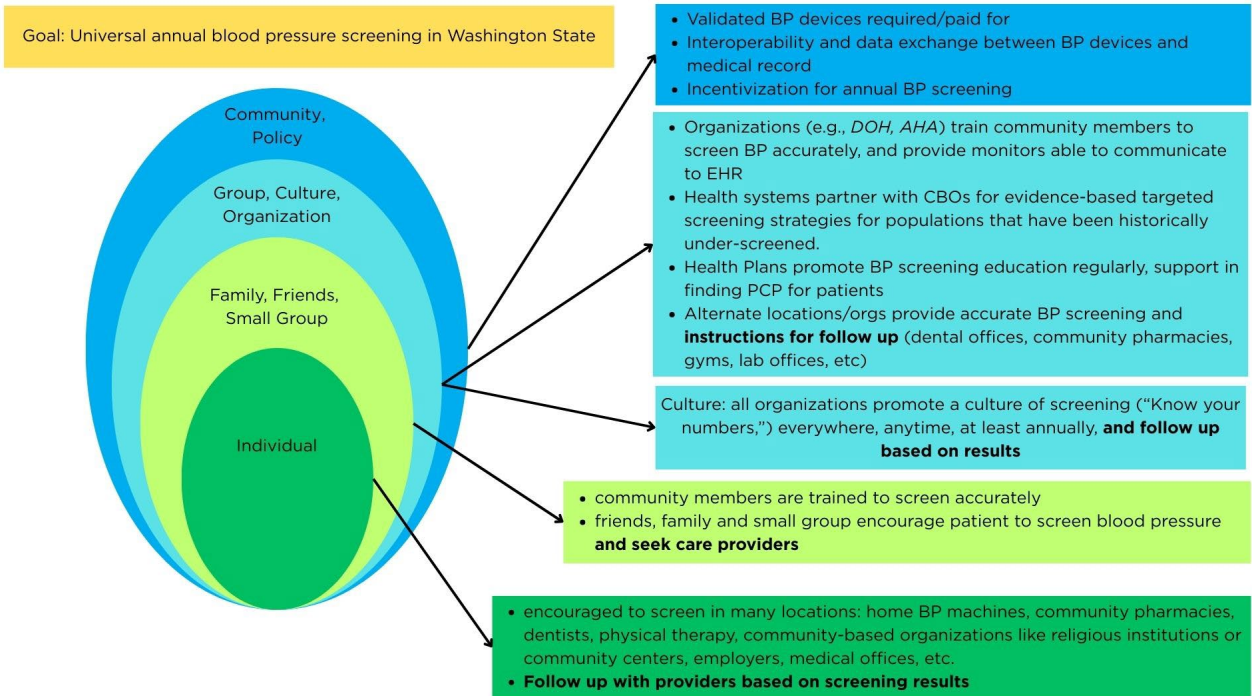 Goal: Universal annual blood pressure screening in Washington State
Community,
Policy
Group, Culture,
Organization
Family, Friends,
Small Group
Individual
• Validated BP devices required/paid for
• Interoperability and data exchange between BP devices and
medical record
• Incentivization for annual BP screening
• Organizations (e.g., DOH, AHA) train community members to
screen BP accurately, and provide monitors able to communicate
to EHR
• Health systems partner with CBOs for evidence-based targeted
screening strategies for populations that have been historically
under-screened.
• Health Plans promote BP screening education regularly, support in
finding PCP for patients
• Alternate locations/orgs provide accurate BP screening and
instructions for follow up (dental offices, community pharmacies,
gyms, lab offices, etc)
Culture: all organizations promote a culture of screening (“Know your
numbers,”) everywhere, anytime, at least annually, and follow up
based on results
• community members are trained to screen accurately
• friends, family and small group encourage patient to screen blood pressure
and seek care providers
• encouraged to screen in many locations: home BP machines, community pharmacies,
dentists, physical therapy, community-based organizations like religious institutions or
community centers, employers, medical offices, etc.
• Follow up with providers based on screening results